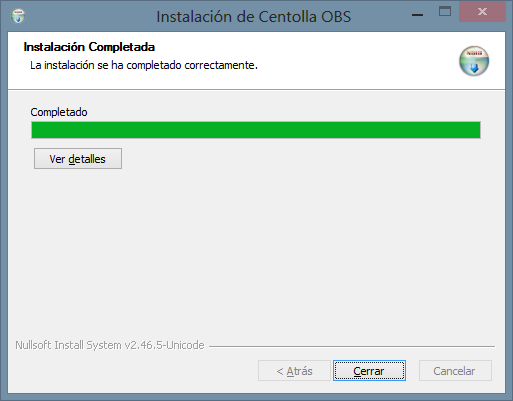 Instalación de Centolla OBS
Instalación Completada
La instalación se ha completado correctamente.
Completado
Ver detalles
Nullsoft Install System v2.46.5-Unicode
< Atrás
Cerrar
Cancelar